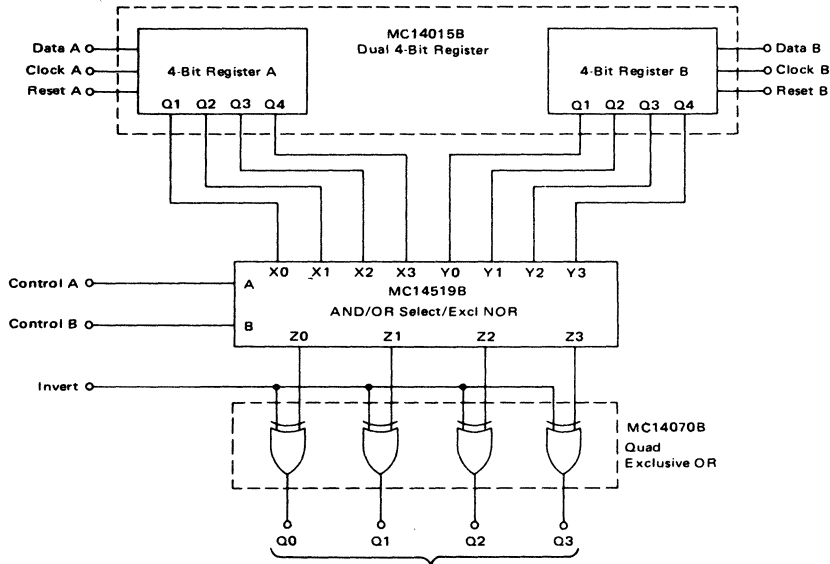 MC14015B
Dual 4-Bit Register
Data A
Clock A
Reset A
4-Bit Register A
Q1 Q2 Q3 Q4
4-Bit Register B
Q1 Q2 Q3 Q4
Data B
Clock B
Reset B
X0 X1 X2 X3 Y0 Y1 Y2 Y3
Control A
A
MC14519B
AND/OR Select/Excl NOR
Control B
B
Z0 Z1 Z2 Z3
Invert
MC14070B
Quad
Exclusive OR
Q0 Q1 Q2 Q3